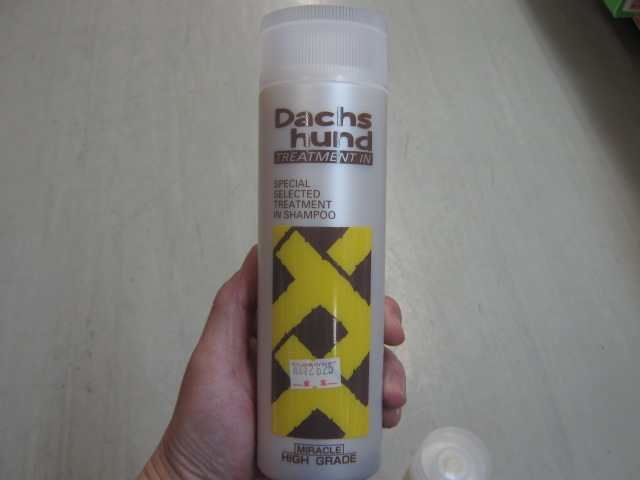 Dachs
hund
TREATMENT IN
SPECIAL
SELECTED
TREATMENT
IN SHAMPOO
MIRACLE
HIGH GRADE